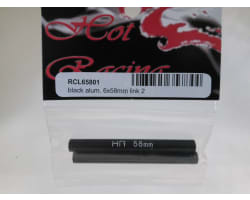 Hot
Racing
RCL65801
black alum. 6x58mm link 2
HR 58mm